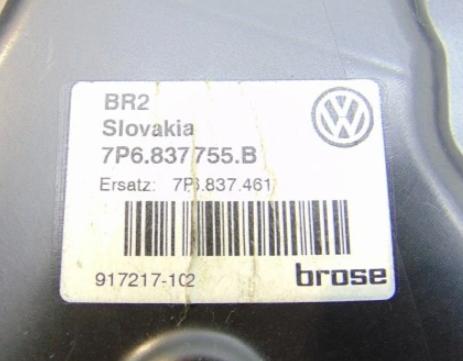 BR2
Slovakia
7P6.837.755.B
Ersatz: 7P6.837.461
917217-102 brose